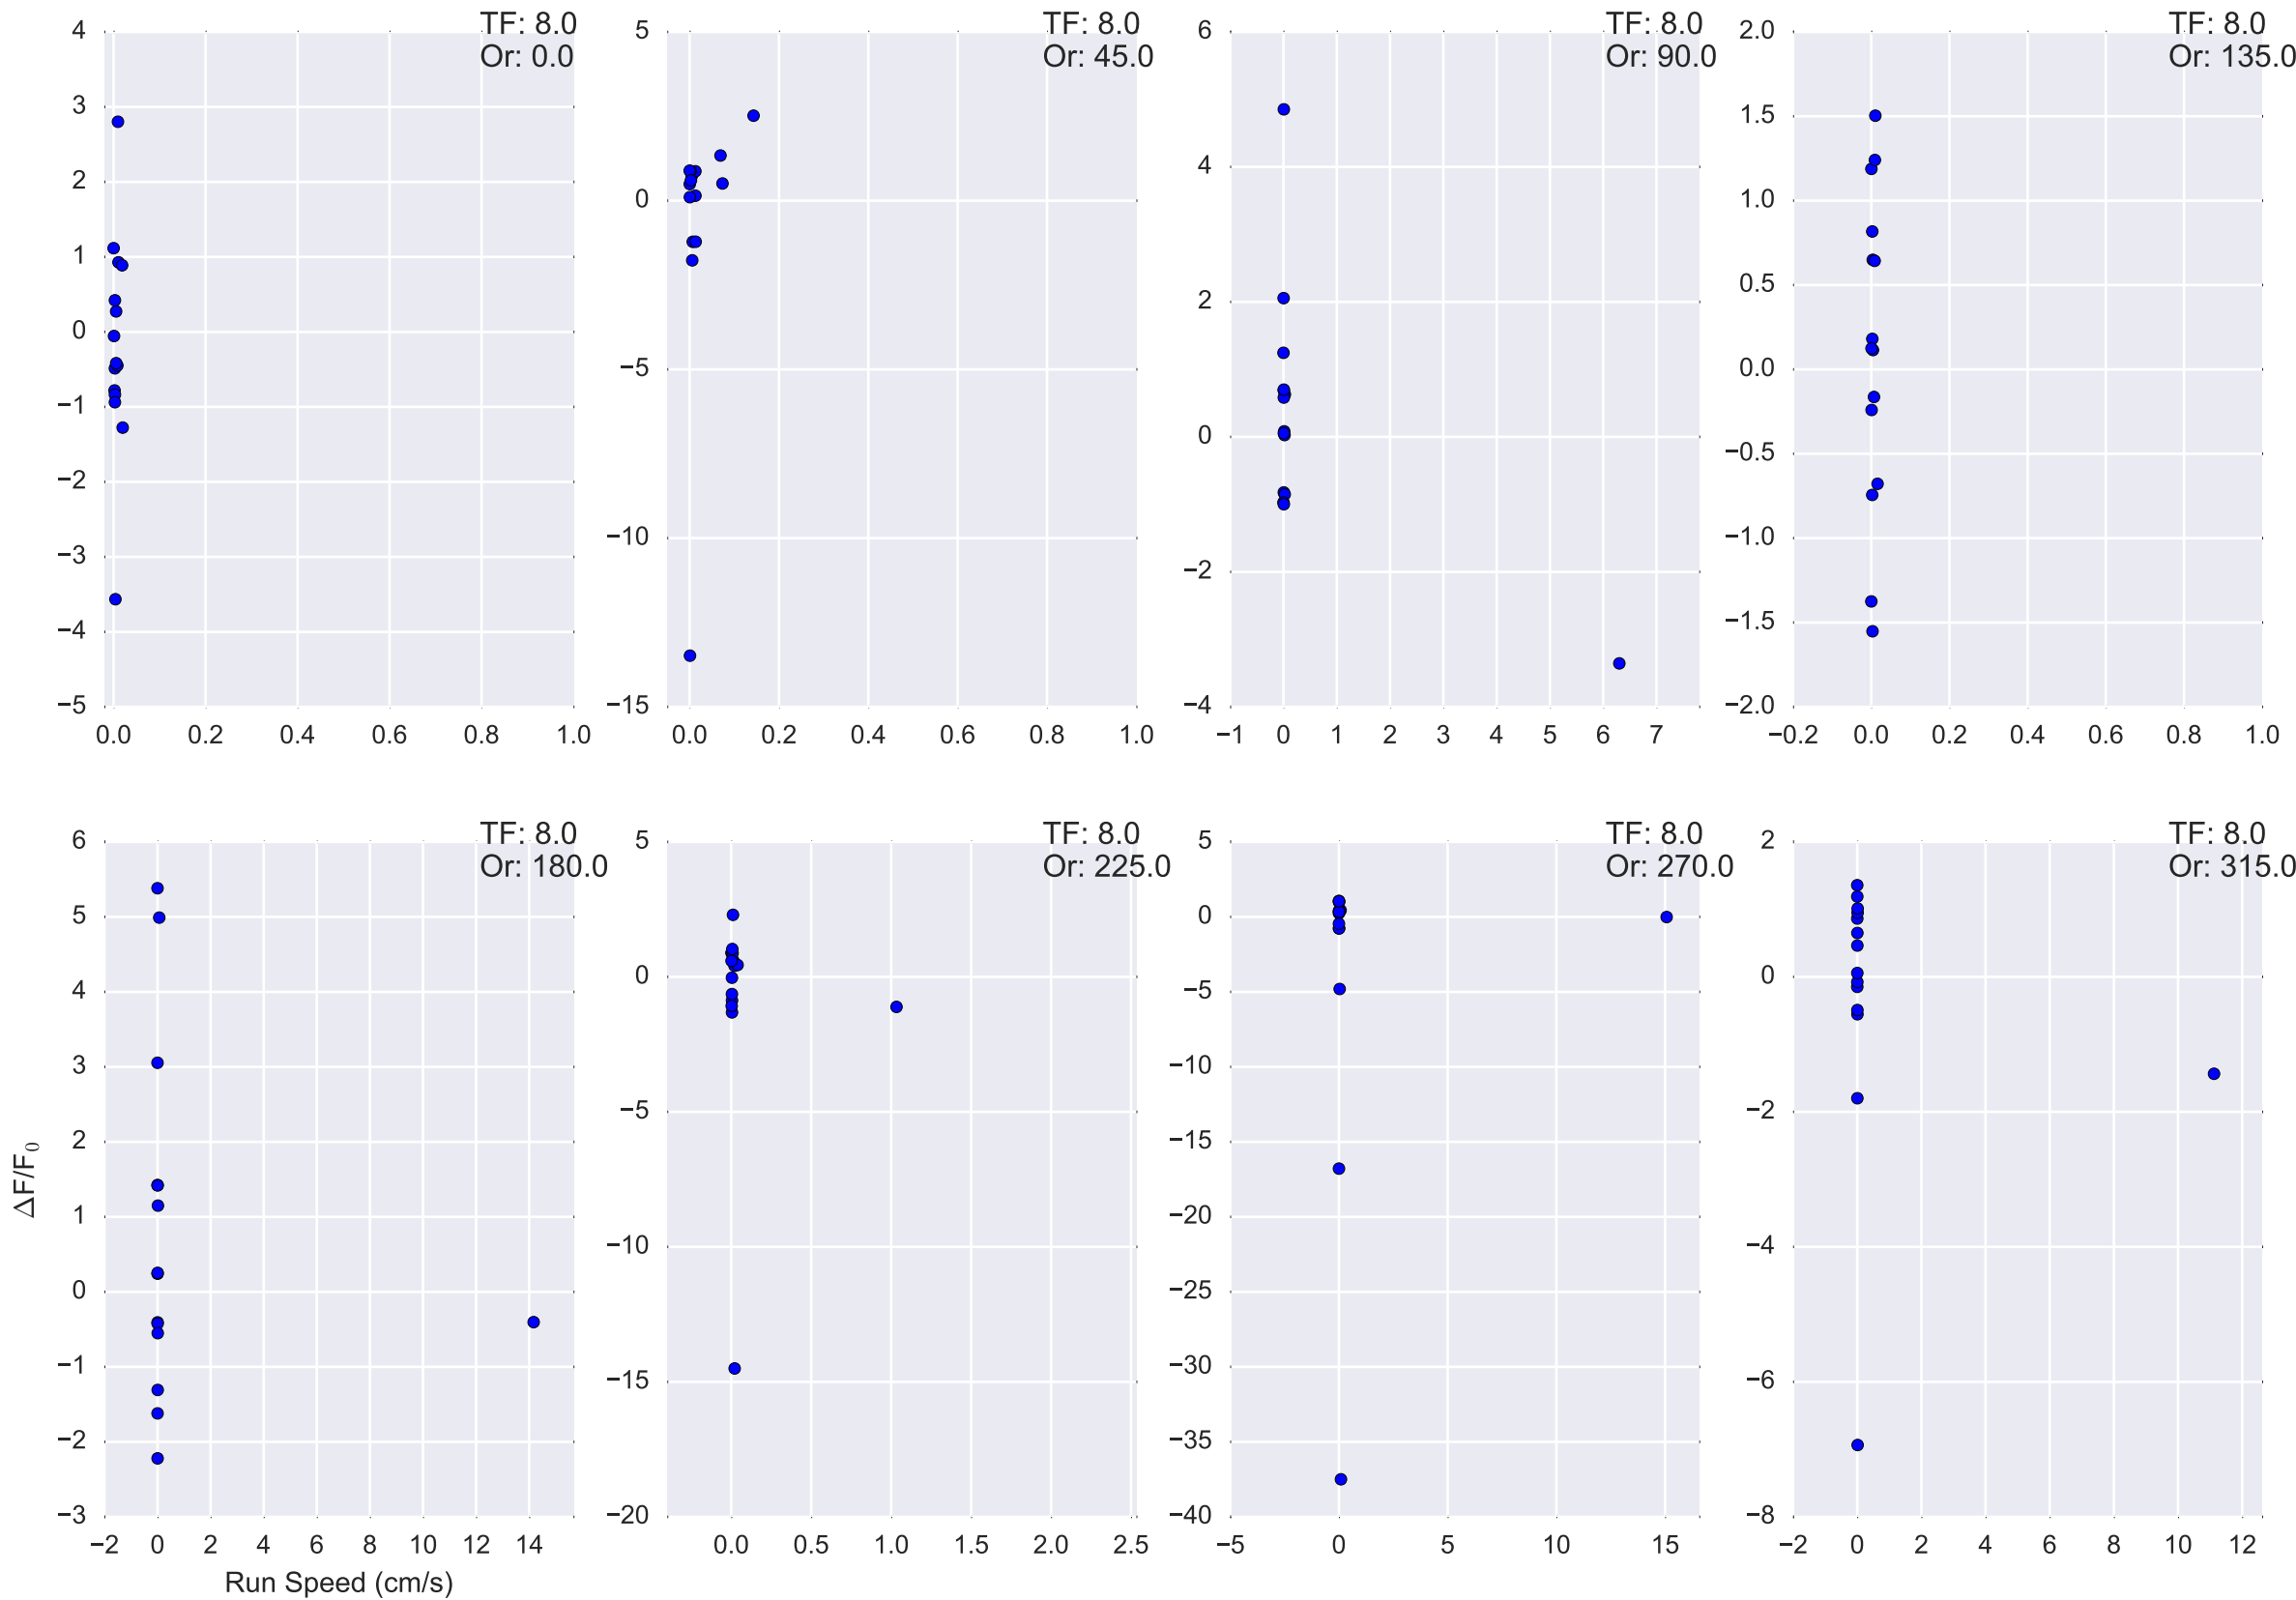 TF: 8.0
Or: 0.0
4
3
2
1
0
−1
−2
−3
−4
−5
0.0 0.2 0.4 0.6 0.8 1.0
TF: 8.0
Or: 45.0
5
0
−5
−10
−15
0.0 0.2 0.4 0.6 0.8 1.0
TF: 8.0
Or: 90.0
6
4
2
0
−2
−4
−1 0 1 2 3 4 5 6 7
TF: 8.0
Or: 135.0
2.0
1.5
1.0
0.5
0.0
−0.5
−1.0
−1.5
−2.0
−0.2 0.0 0.2 0.4 0.6 0.8 1.0
TF: 8.0
Or: 180.0
6
5
4
3
2
1
0
−1
−2
−3
ΔF/F₀
−2 0 2 4 6 8 10 12 14
Run Speed (cm/s)
TF: 8.0
Or: 225.0
5
0
−5
−10
−15
−20
0.0 0.5 1.0 1.5 2.0 2.5
TF: 8.0
Or: 270.0
5
0
−5
−10
−15
−20
−25
−30
−35
−40
−5 0 5 10 15
TF: 8.0
Or: 315.0
2
0
−2
−4
−6
−8
−2 0 2 4 6 8 10 12